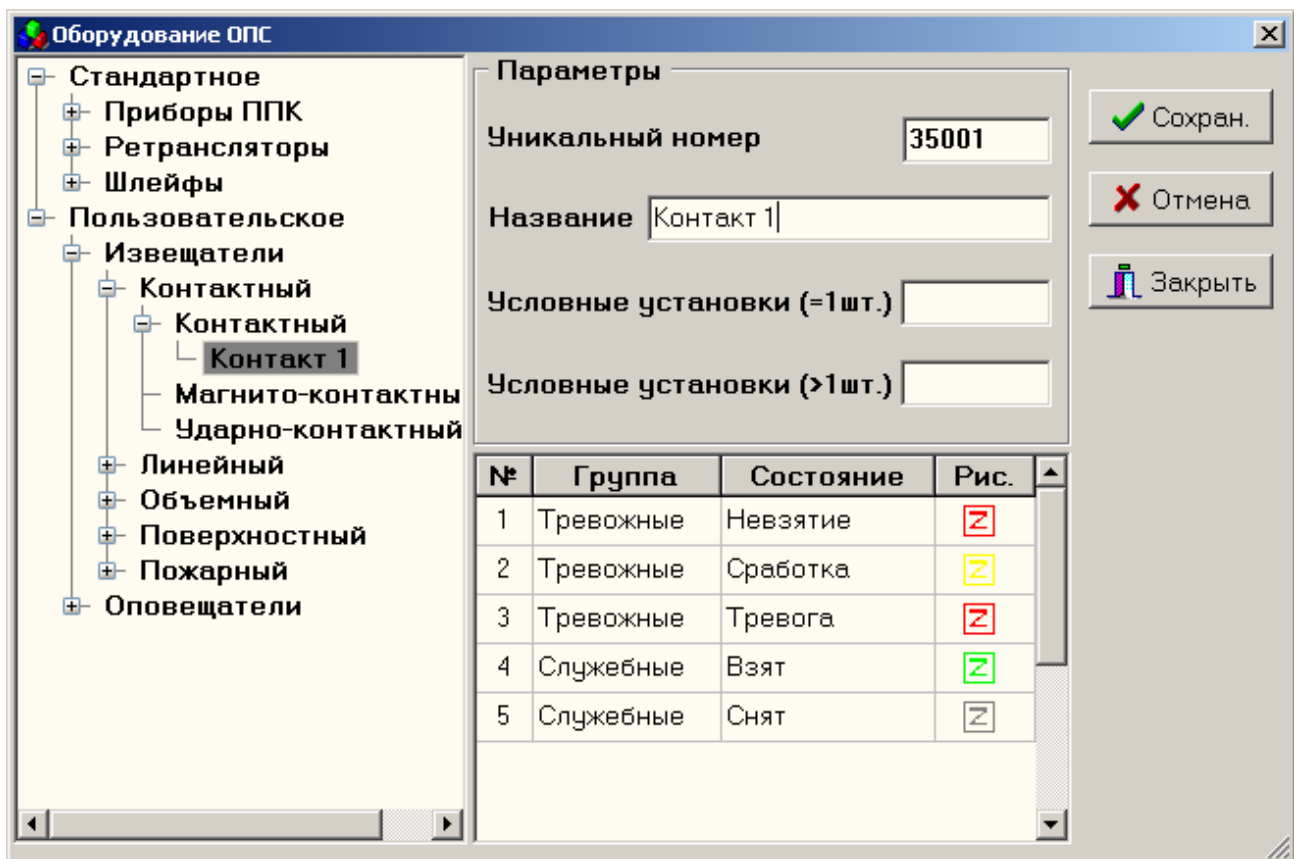 Оборудование ОПС
Стандартное
Приборы ППК
Ретрансляторы
Шлейфы
Пользовательское
Извещатели
Контактный
Контактный
Контакт 1
Магнито-контактны
Ударно-контактный
Линейный
Объемный
Поверхностный
Пожарный
Оповещатели
Параметры
Уникальный номер 35001
Название Контакт 1
Условные установки (=1шт.)
Условные установки (>1шт.)
№ Группа Состояние Рис.
1 Тревожные Невзятие Z
2 Тревожные Сработка Z
3 Тревожные Тревога Z
4 Служебные Взят Z
5 Служебные Снят Z
Сохран.
Отмена
Закрыть